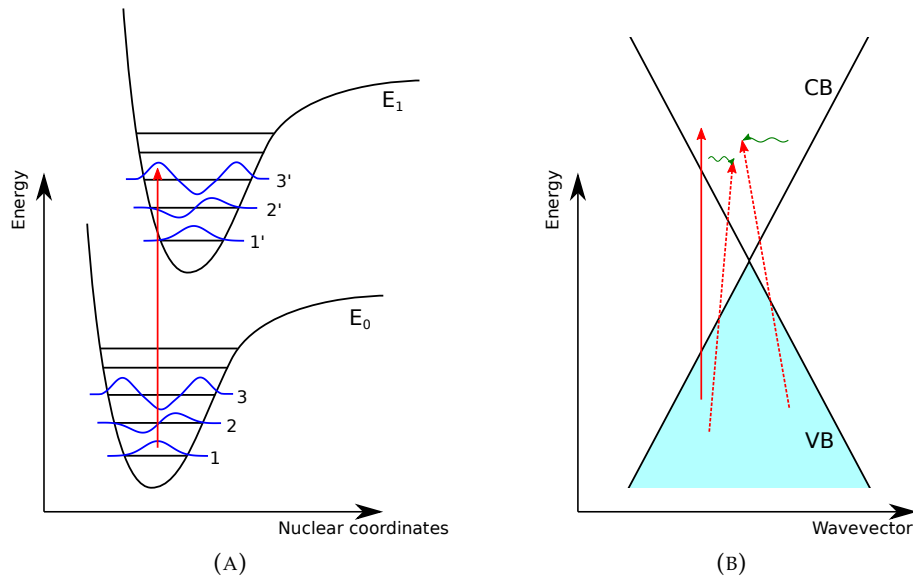 Energy
E1
3'
2'
1'
E0
3
2
1
Nuclear coordinates
(A)
Energy
CB
VB
Wavevector
(B)